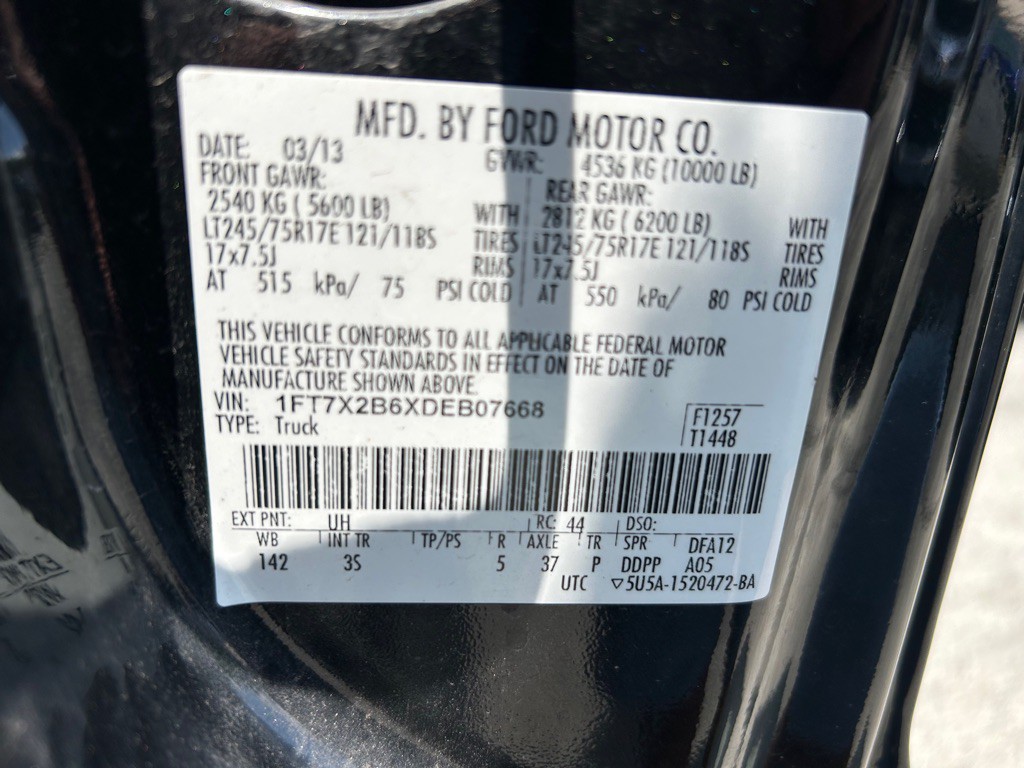 MFD. BY FORD MOTOR CO.
DATE: 03/13 GVWR: 4536 KG (10000 LB)
FRONT GAWR: REAR GAWR:
2540 KG ( 5600 LB) WITH 2812 KG ( 6200 LB) WITH
LT245/75R17E 121/118S TIRES LT245/75R17E 121/118S TIRES
17x7.5J RIMS 17x7.5J RIMS
AT 515 kPa/ 75 PSI COLD AT 550 kPa/ 80 PSI COLD
THIS VEHICLE CONFORMS TO ALL APPLICABLE FEDERAL MOTOR
VEHICLE SAFETY STANDARDS IN EFFECT ON THE DATE OF
MANUFACTURE SHOWN ABOVE.
VIN: 1FT7X2B6XDEB07668 F1257
TYPE: Truck T1448
EXT PNT: UH RC: 44 DSO:
WB INT TR TP/PS R AXLE TR SPR DFA12
142 3S 5 37 P DDPP A05
UTC ▽5U5A-1520472-BA